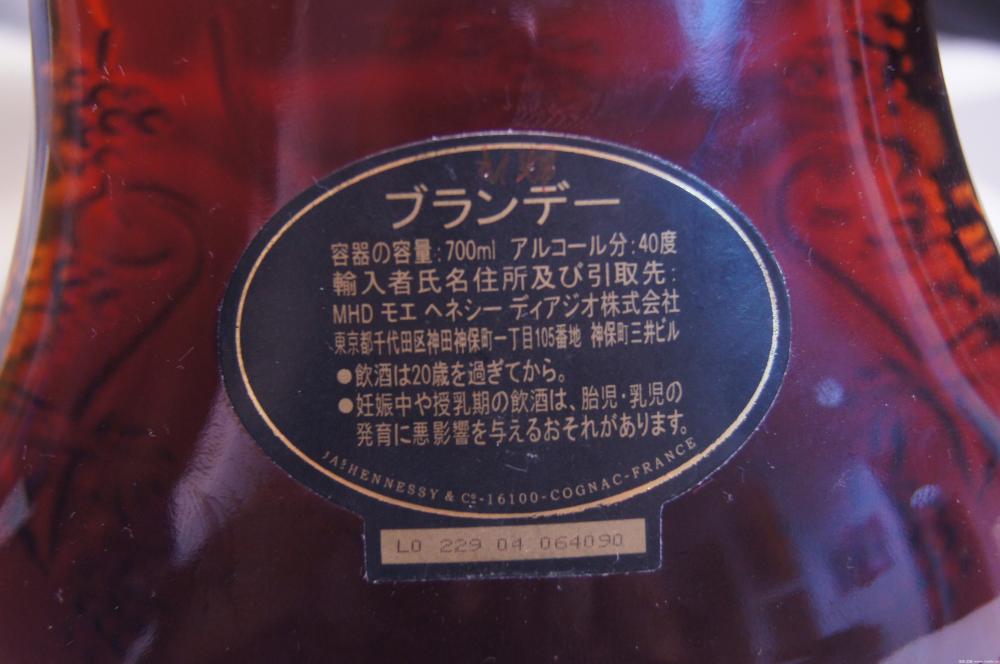 ブランデー
容器の容量:700ml アルコール分:40度
輸入者氏名住所及び引取先:
MHD モエ ヘネシー ディアジオ株式会社
東京都千代田区神田神保町一丁目105番地 神保町三井ビル
●飲酒は20歳を過ぎてから。
●妊娠中や授乳期の飲酒は、胎児・乳児の
発育に悪影響を与えるおそれがあります。
JAS HENNESSY & Cº-16100-COGNAC-FRANCE
L0 229 04 064090